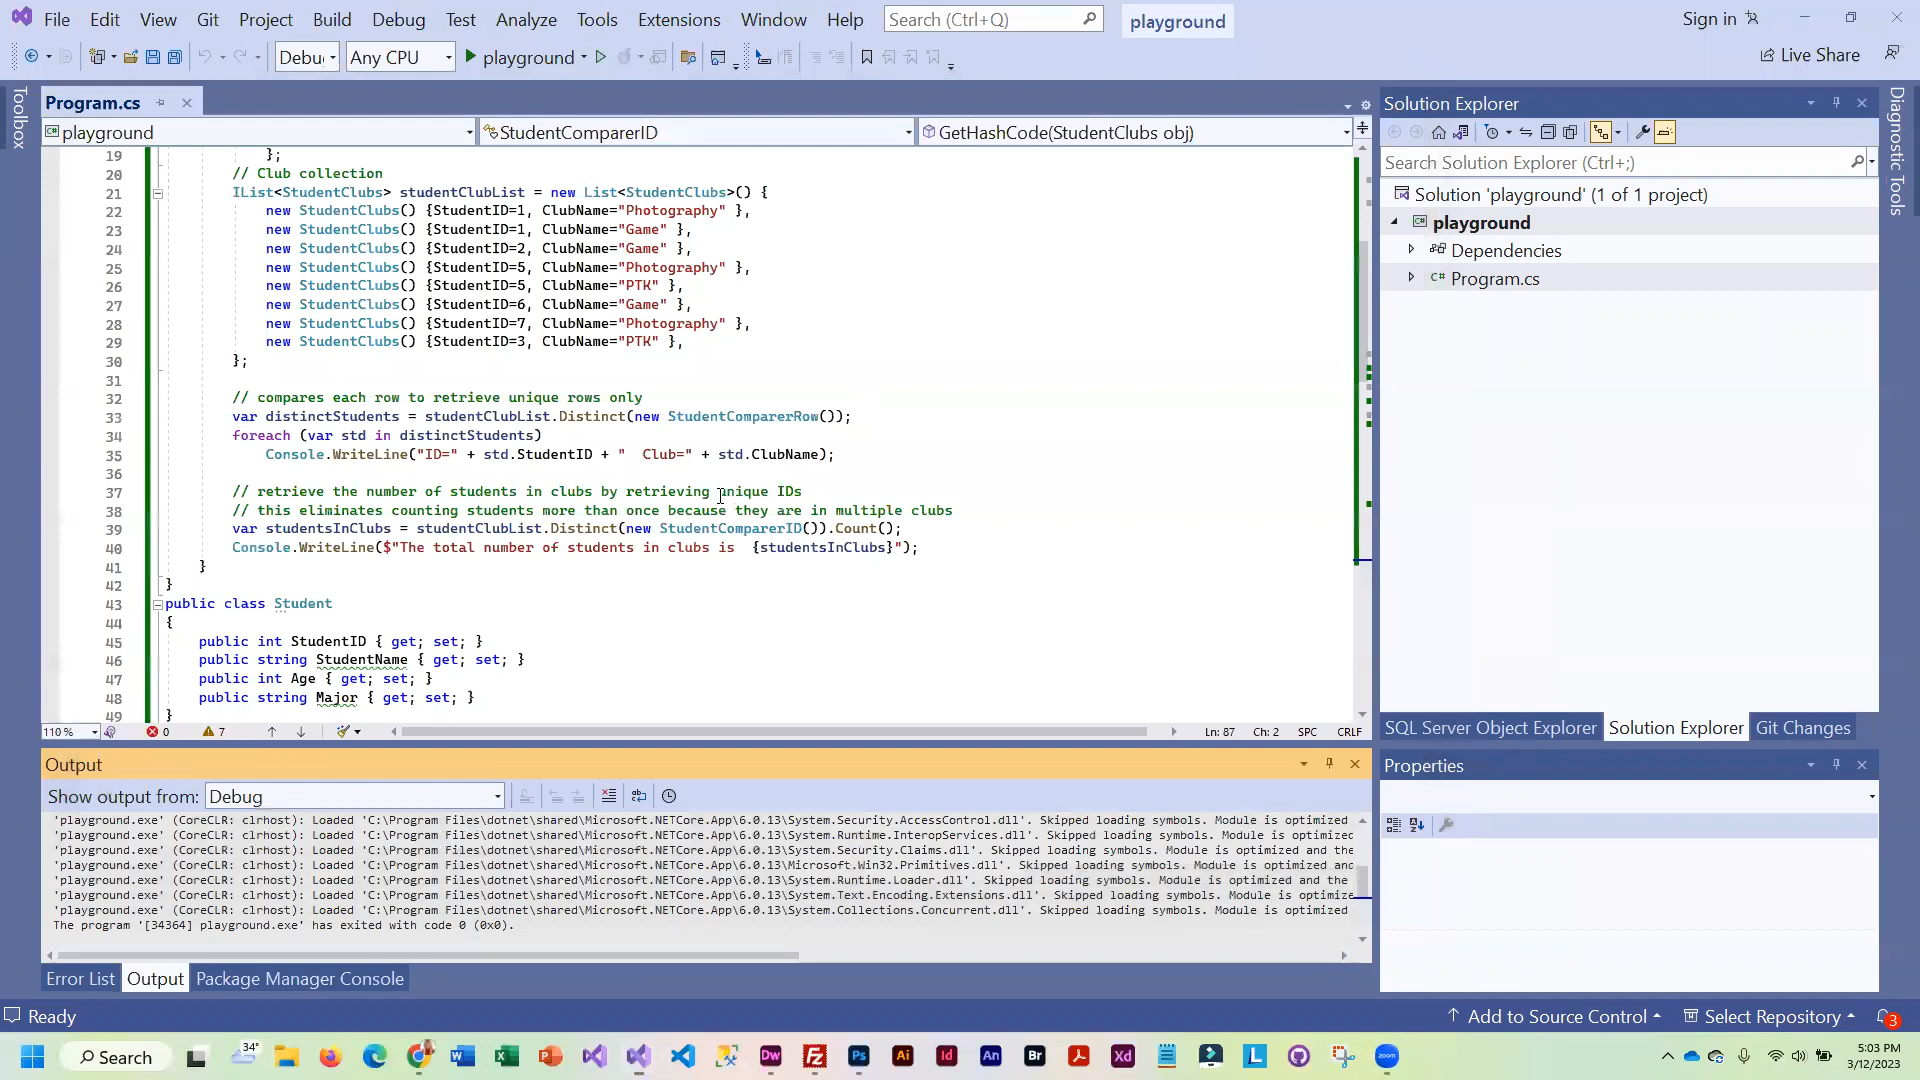 File Edit View Git Project Build Debug Test Analyze Tools Extensions Window Help Search (Ctrl+Q) playground Sign in
Debu Any CPU playground Live Share
Toolbox
Program.cs
playground StudentComparerID GetHashCode(StudentClubs obj)
19 };
20 // Club collection
21 IList<StudentClubs> studentClubList = new List<StudentClubs>() {
22 new StudentClubs() {StudentID=1, ClubName="Photography" },
23 new StudentClubs() {StudentID=1, ClubName="Game" },
24 new StudentClubs() {StudentID=2, ClubName="Game" },
25 new StudentClubs() {StudentID=5, ClubName="Photography" },
26 new StudentClubs() {StudentID=5, ClubName="PTK" },
27 new StudentClubs() {StudentID=6, ClubName="Game" },
28 new StudentClubs() {StudentID=7, ClubName="Photography" },
29 new StudentClubs() {StudentID=3, ClubName="PTK" },
30 };
31
32 // compares each row to retrieve unique rows only
33 var distinctStudents = studentClubList.Distinct(new StudentComparerRow());
34 foreach (var std in distinctStudents)
35 Console.WriteLine("ID=" + std.StudentID + "  Club=" + std.ClubName);
36
37 // retrieve the number of students in clubs by retrieving unique IDs
38 // this eliminates counting students more than once because they are in multiple clubs
39 var studentsInClubs = studentClubList.Distinct(new StudentComparerID()).Count();
40 Console.WriteLine($"The total number of students in clubs is  {studentsInClubs}");
41 }
42 }
43 public class Student
44 {
45 public int StudentID { get; set; }
46 public string StudentName { get; set; }
47 public int Age { get; set; }
48 public string Major { get; set; }
49 }
110 % 0 7 Ln: 87 Ch: 2 SPC CRLF
Output
Show output from: Debug
'playground.exe' (CoreCLR: clrhost): Loaded 'C:\Program Files\dotnet\shared\Microsoft.NETCore.App\6.0.13\System.Security.AccessControl.dll'. Skipped loading symbols. Module is optimized
'playground.exe' (CoreCLR: clrhost): Loaded 'C:\Program Files\dotnet\shared\Microsoft.NETCore.App\6.0.13\System.Runtime.InteropServices.dll'. Skipped loading symbols. Module is optimized
'playground.exe' (CoreCLR: clrhost): Loaded 'C:\Program Files\dotnet\shared\Microsoft.NETCore.App\6.0.13\System.Security.Claims.dll'. Skipped loading symbols. Module is optimized and the
'playground.exe' (CoreCLR: clrhost): Loaded 'C:\Program Files\dotnet\shared\Microsoft.NETCore.App\6.0.13\Microsoft.Win32.Primitives.dll'. Skipped loading symbols. Module is optimized and
'playground.exe' (CoreCLR: clrhost): Loaded 'C:\Program Files\dotnet\shared\Microsoft.NETCore.App\6.0.13\System.Runtime.Loader.dll'. Skipped loading symbols. Module is optimized and the
'playground.exe' (CoreCLR: clrhost): Loaded 'C:\Program Files\dotnet\shared\Microsoft.NETCore.App\6.0.13\System.Text.Encoding.Extensions.dll'. Skipped loading symbols. Module is optimize
'playground.exe' (CoreCLR: clrhost): Loaded 'C:\Program Files\dotnet\shared\Microsoft.NETCore.App\6.0.13\System.Collections.Concurrent.dll'. Skipped loading symbols. Module is optimized
The program '[34364] playground.exe' has exited with code 0 (0x0).
Error List Output Package Manager Console
Solution Explorer
Search Solution Explorer (Ctrl+;)
Solution 'playground' (1 of 1 project)
playground
Dependencies
C# Program.cs
SQL Server Object Explorer Solution Explorer Git Changes
Properties
Diagnostic Tools
Ready Add to Source Control Select Repository 3
34° Search W X P Dw Fz Ps Ai Id An Br Xd L zoom
5:03 PM
3/12/2023